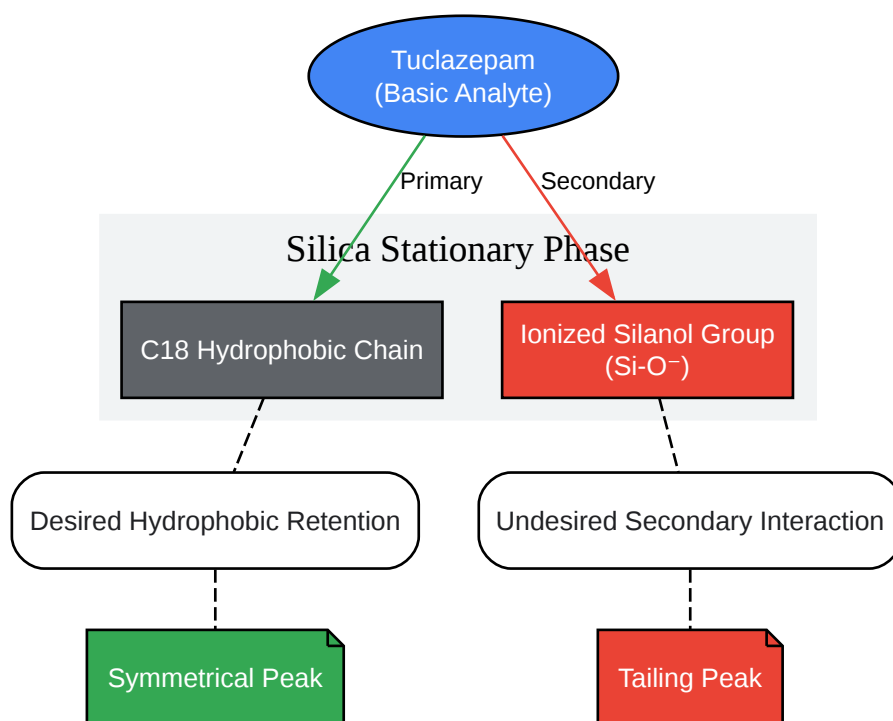 Tuclazepam
(Basic Analyte)
Primary
Secondary
Silica Stationary Phase
C18 Hydrophobic Chain
Ionized Silanol Group
(Si-O⁻)
Desired Hydrophobic Retention
Undesired Secondary Interaction
Symmetrical Peak
Tailing Peak